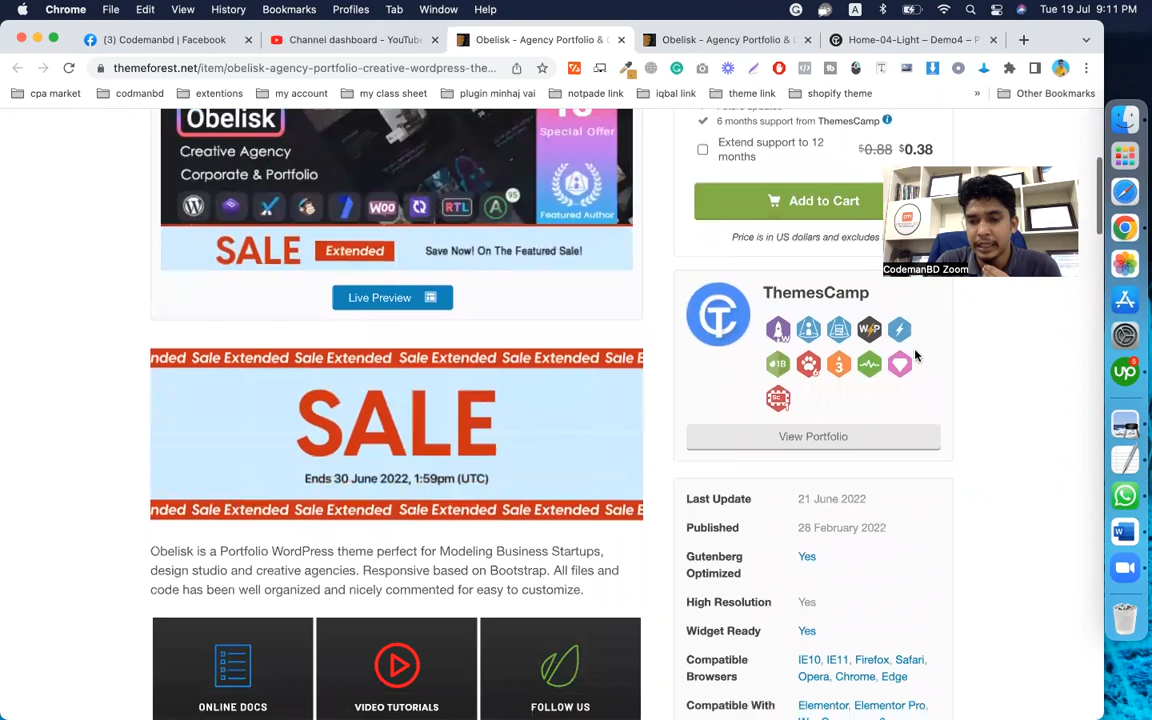 Chrome File Edit View History Bookmarks Profiles Tab Window Help
A
Tue 19 Jul 9:11 PM
(3) Codemanbd | Facebook
Channel dashboard - YouTube
Obelisk - Agency Portfolio & C
Obelisk - Agency Portfolio & C
Home-04-Light – Demo4 – P
themeforest.net/item/obelisk-agency-portfolio-creative-wordpress-the...
cpa market
codmanbd
extentions
my account
my class sheet
plugin minhaj vai
notpade link
iqbal link
theme link
shopify theme
»
Other Bookmarks
Obelisk
Creative Agency
Corporate & Portfolio
Special Offer
Featured Author
WOO
RTL
95
SALE Extended Save Now! On The Featured Sale!
Live Preview
nded Sale Extended Sale Extended Sale Extended Sale Extended Sale E
SALE
Ends 30 June 2022, 1:59pm (UTC)
nded Sale Extended Sale Extended Sale Extended Sale Extended Sale E
Obelisk is a Portfolio WordPress theme perfect for Modeling Business Startups,
design studio and creative agencies. Responsive based on Bootstrap. All files and
code has been well organized and nicely commented for easy to customize.
ONLINE DOCS
VIDEO TUTORIALS
FOLLOW US
6 months support from ThemesCamp
Extend support to 12
months
$0.88 $0.38
Add to Cart
Price is in US dollars and excludes
CodemanBD Zoom
ThemesCamp
View Portfolio
Last Update 21 June 2022
Published 28 February 2022
Gutenberg
Optimized
Yes
High Resolution Yes
Widget Ready Yes
Compatible
Browsers
IE10, IE11, Firefox, Safari,
Opera, Chrome, Edge
Compatible With Elementor, Elementor Pro,
up
5